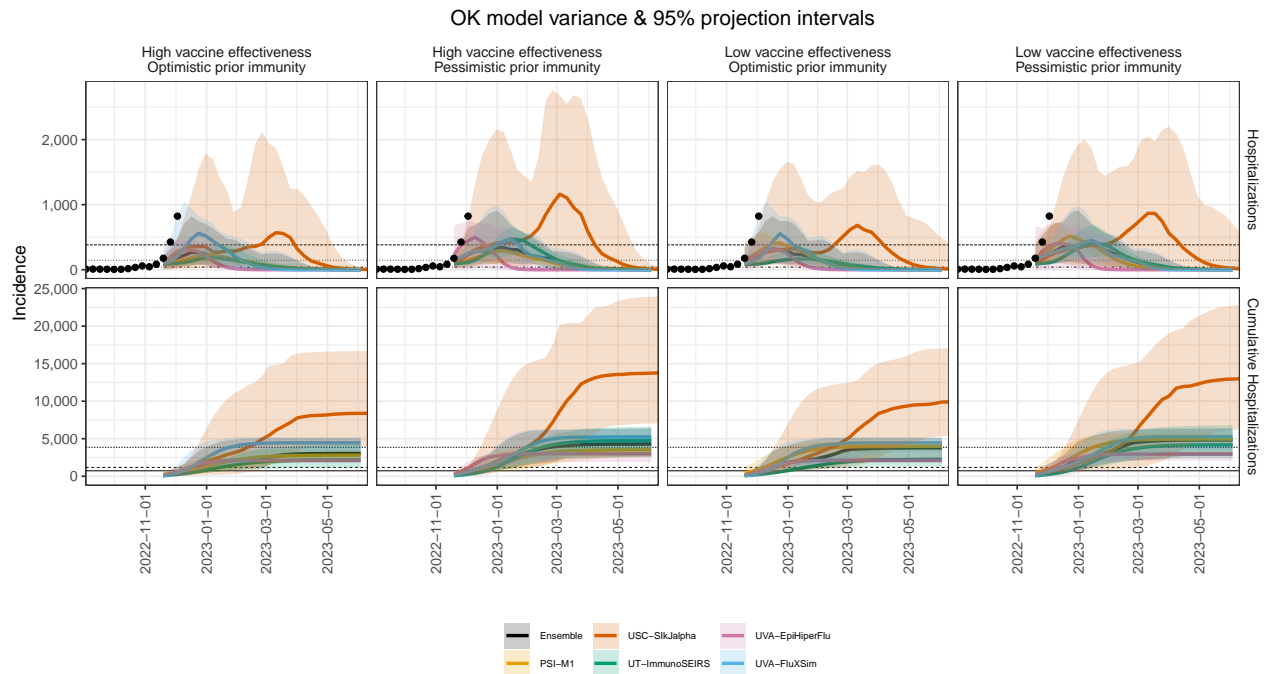 OK model variance & 95% projection intervals
High vaccine effectiveness
Optimistic prior immunity
High vaccine effectiveness
Pessimistic prior immunity
Low vaccine effectiveness
Optimistic prior immunity
Low vaccine effectiveness
Pessimistic prior immunity
Incidence
2,000
1,000
0
Hospitalizations
25,000
20,000
15,000
10,000
5,000
0
Cumulative Hospitalizations
2022−11−01
2023−01−01
2023−03−01
2023−05−01
2022−11−01
2023−01−01
2023−03−01
2023−05−01
2022−11−01
2023−01−01
2023−03−01
2023−05−01
2022−11−01
2023−01−01
2023−03−01
2023−05−01
Ensemble
USC−SIkJalpha
UVA−EpiHiperFlu
PSI−M1
UT−ImmunoSEIRS
UVA−FluXSim